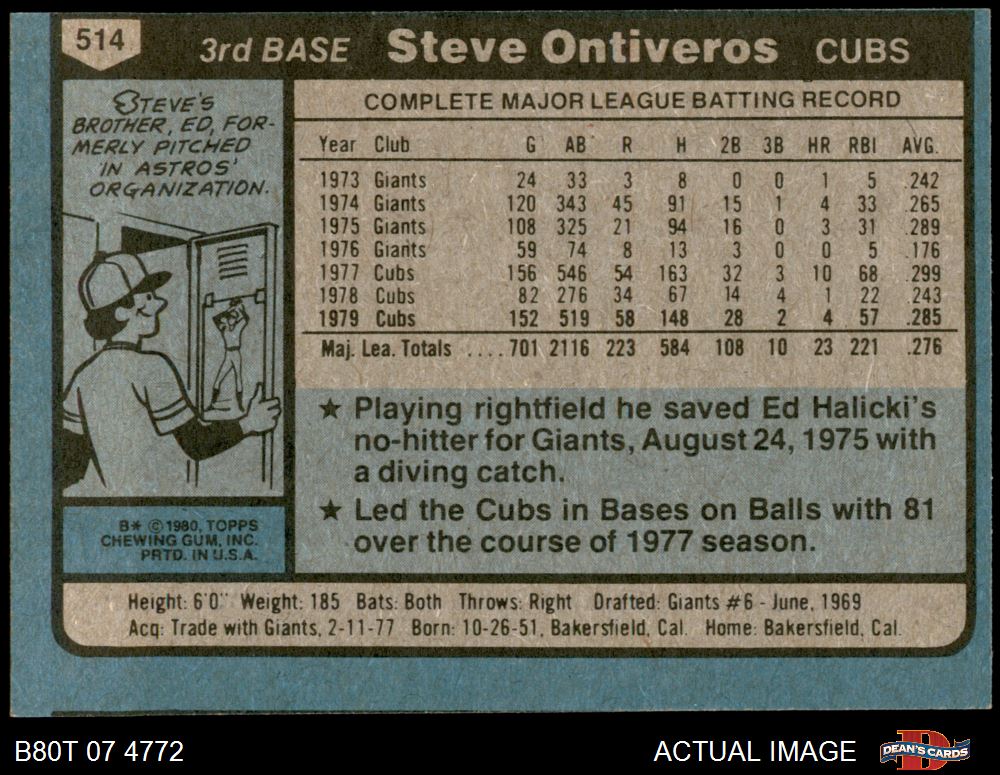 514
3rd BASE Steve Ontiveros CUBS
STEVE'S
BROTHER, ED, FOR-
MERLY PITCHED
IN ASTROS'
ORGANIZATION.
COMPLETE MAJOR LEAGUE BATTING RECORD
Year Club G AB R H 2B 3B HR RBI AVG.
1973 Giants 24 33 3 8 0 0 1 5 .242
1974 Giants 120 343 45 91 15 1 4 33 .265
1975 Giants 108 325 21 94 16 0 3 31 .289
1976 Giants 59 74 8 13 3 0 0 5 .176
1977 Cubs 156 546 54 163 32 3 10 68 .299
1978 Cubs 82 276 34 67 14 4 1 22 .243
1979 Cubs 152 519 58 148 28 2 4 57 .285
Maj. Lea. Totals ....701 2116 223 584 108 10 23 221 .276
★ Playing rightfield he saved Ed Halicki's
no-hitter for Giants, August 24, 1975 with
a diving catch.
★ Led the Cubs in Bases on Balls with 81
over the course of 1977 season.
B* © 1980, TOPPS
CHEWING GUM, INC.
PRTD. IN U.S.A.
Height: 6'0" Weight: 185 Bats: Both Throws: Right Drafted: Giants #6 - June, 1969
Acq: Trade with Giants, 2-11-77 Born: 10-26-51, Bakersfield, Cal. Home: Bakersfield, Cal.
B80T 07 4772 ACTUAL IMAGE DEAN'S CARDS